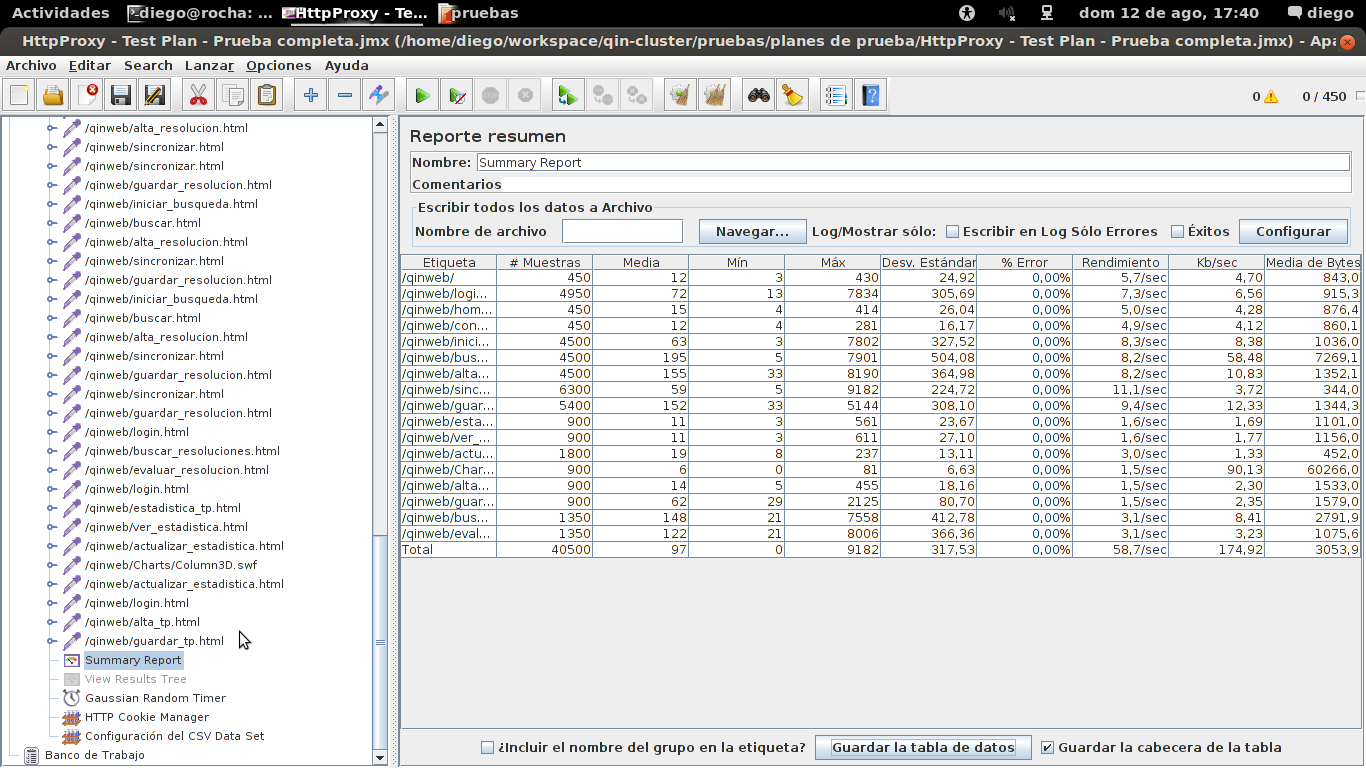 Actividades diego@rocha: ... HttpProxy - Te... pruebas dom 12 de ago, 17:40 diego
HttpProxy - Test Plan - Prueba completa.jmx (/home/diego/workspace/qin-cluster/pruebas/planes de prueba/HttpProxy - Test Plan - Prueba completa.jmx) - Apa
Archivo Editar Search Lanzar Opciones Ayuda
0 0 / 450
/qinweb/alta_resolucion.html
/qinweb/sincronizar.html
/qinweb/sincronizar.html
/qinweb/guardar_resolucion.html
/qinweb/iniciar_busqueda.html
/qinweb/buscar.html
/qinweb/alta_resolucion.html
/qinweb/sincronizar.html
/qinweb/guardar_resolucion.html
/qinweb/iniciar_busqueda.html
/qinweb/buscar.html
/qinweb/alta_resolucion.html
/qinweb/sincronizar.html
/qinweb/guardar_resolucion.html
/qinweb/sincronizar.html
/qinweb/guardar_resolucion.html
/qinweb/login.html
/qinweb/buscar_resoluciones.html
/qinweb/evaluar_resolucion.html
/qinweb/login.html
/qinweb/estadistica_tp.html
/qinweb/ver_estadistica.html
/qinweb/actualizar_estadistica.html
/qinweb/Charts/Column3D.swf
/qinweb/actualizar_estadistica.html
/qinweb/login.html
/qinweb/alta_tp.html
/qinweb/guardar_tp.html
Summary Report
View Results Tree
Gaussian Random Timer
HTTP Cookie Manager
Configuración del CSV Data Set
Banco de Trabajo
Reporte resumen
Nombre: Summary Report
Comentarios
Escribir todos los datos a Archivo
Nombre de archivo Navegar... Log/Mostrar sólo: Escribir en Log Sólo Errores Éxitos Configurar
Etiqueta # Muestras Media Mín Máx Desv. Estándar % Error Rendimiento Kb/sec Media de Bytes
/qinweb/ 450 12 3 430 24,92 0,00% 5,7/sec 4,70 843,0
/qinweb/logi... 4950 72 13 7834 305,69 0,00% 7,3/sec 6,56 915,3
/qinweb/hom... 450 15 4 414 26,04 0,00% 5,0/sec 4,28 876,4
/qinweb/con... 450 12 4 281 16,17 0,00% 4,9/sec 4,12 860,1
/qinweb/inici... 4500 63 3 7802 327,52 0,00% 8,3/sec 8,38 1036,0
/qinweb/bus... 4500 195 5 7901 504,08 0,00% 8,2/sec 58,48 7269,1
/qinweb/alta... 4500 155 33 8190 364,98 0,00% 8,2/sec 10,83 1352,1
/qinweb/sinc... 6300 59 5 9182 224,72 0,00% 11,1/sec 3,72 344,0
/qinweb/guar... 5400 152 33 5144 308,10 0,00% 9,4/sec 12,33 1344,3
/qinweb/esta... 900 11 3 561 23,67 0,00% 1,6/sec 1,69 1101,0
/qinweb/ver_... 900 11 3 611 27,10 0,00% 1,6/sec 1,77 1156,0
/qinweb/actu... 1800 19 8 237 13,11 0,00% 3,0/sec 1,33 452,0
/qinweb/Char... 900 6 0 81 6,63 0,00% 1,5/sec 90,13 60266,0
/qinweb/alta... 900 14 5 455 18,16 0,00% 1,5/sec 2,30 1533,0
/qinweb/guar... 900 62 29 2125 80,70 0,00% 1,5/sec 2,35 1579,0
/qinweb/bus... 1350 148 21 7558 412,78 0,00% 3,1/sec 8,41 2791,9
/qinweb/eval... 1350 122 21 8006 366,36 0,00% 3,1/sec 3,23 1075,6
Total 40500 97 0 9182 317,53 0,00% 58,7/sec 174,92 3053,9
¿Incluir el nombre del grupo en la etiqueta? Guardar la tabla de datos Guardar la cabecera de la tabla